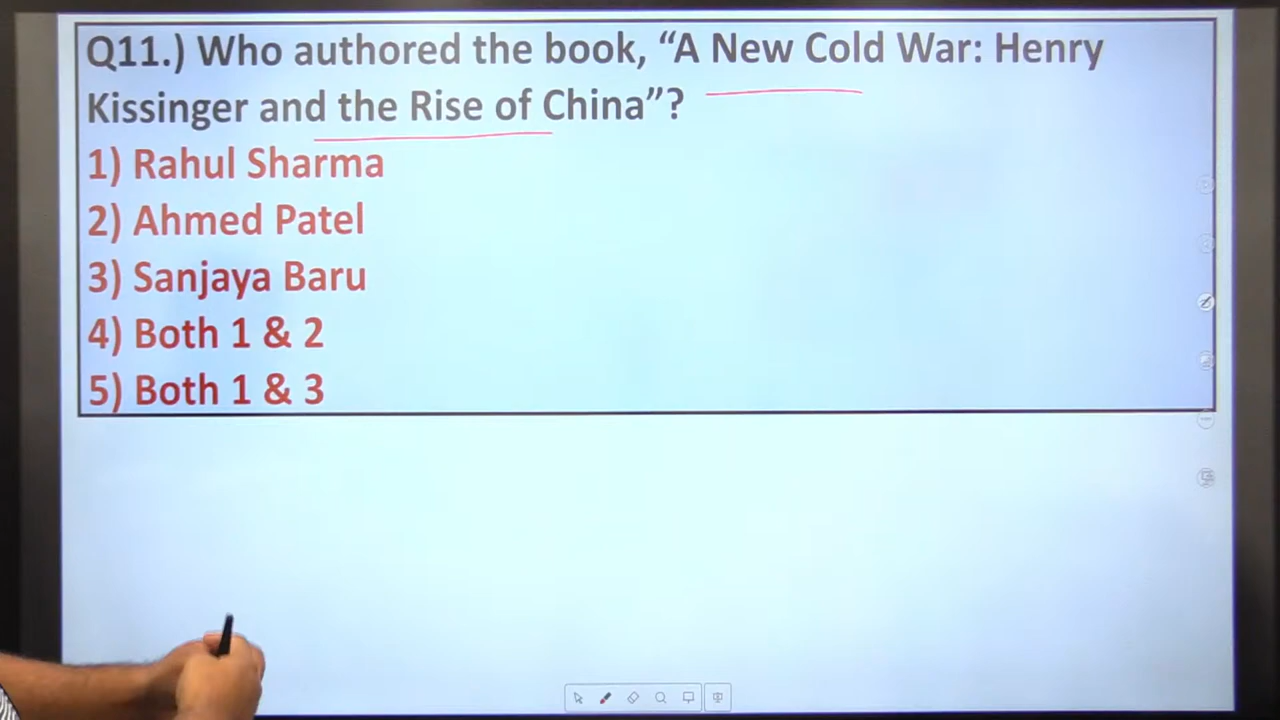 Q11.) Who authored the book, “A New Cold War: Henry
Kissinger and the Rise of China”?
1) Rahul Sharma
2) Ahmed Patel
3) Sanjaya Baru
4) Both 1 & 2
5) Both 1 & 3